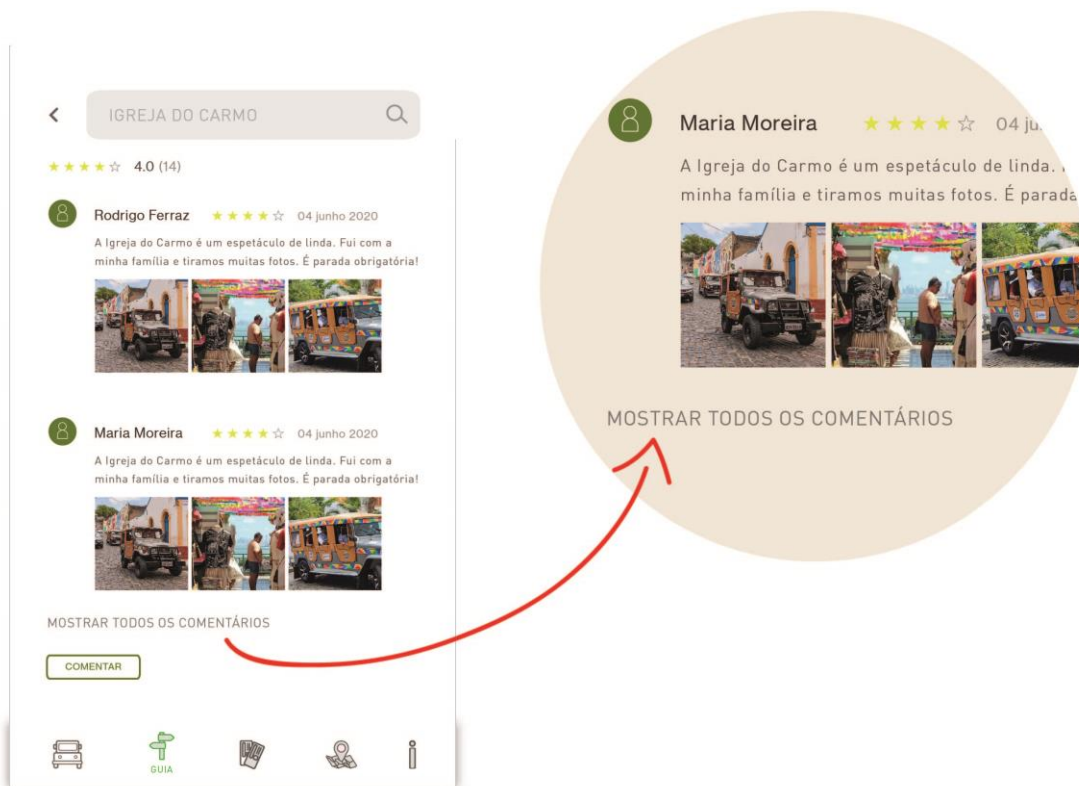 IGREJA DO CARMO
4.0 (14)
Rodrigo Ferraz 04 junho 2020
A Igreja do Carmo é um espetáculo de linda. Fui com a
minha família e tiramos muitas fotos. É parada obrigatória!
Maria Moreira 04 junho 2020
A Igreja do Carmo é um espetáculo de linda. Fui com a
minha família e tiramos muitas fotos. É parada obrigatória!
MOSTRAR TODOS OS COMENTÁRIOS
COMENTAR
GUIA
Maria Moreira 04 ju
A Igreja do Carmo é um espetáculo de linda.
minha família e tiramos muitas fotos. É parada
MOSTRAR TODOS OS COMENTÁRIOS